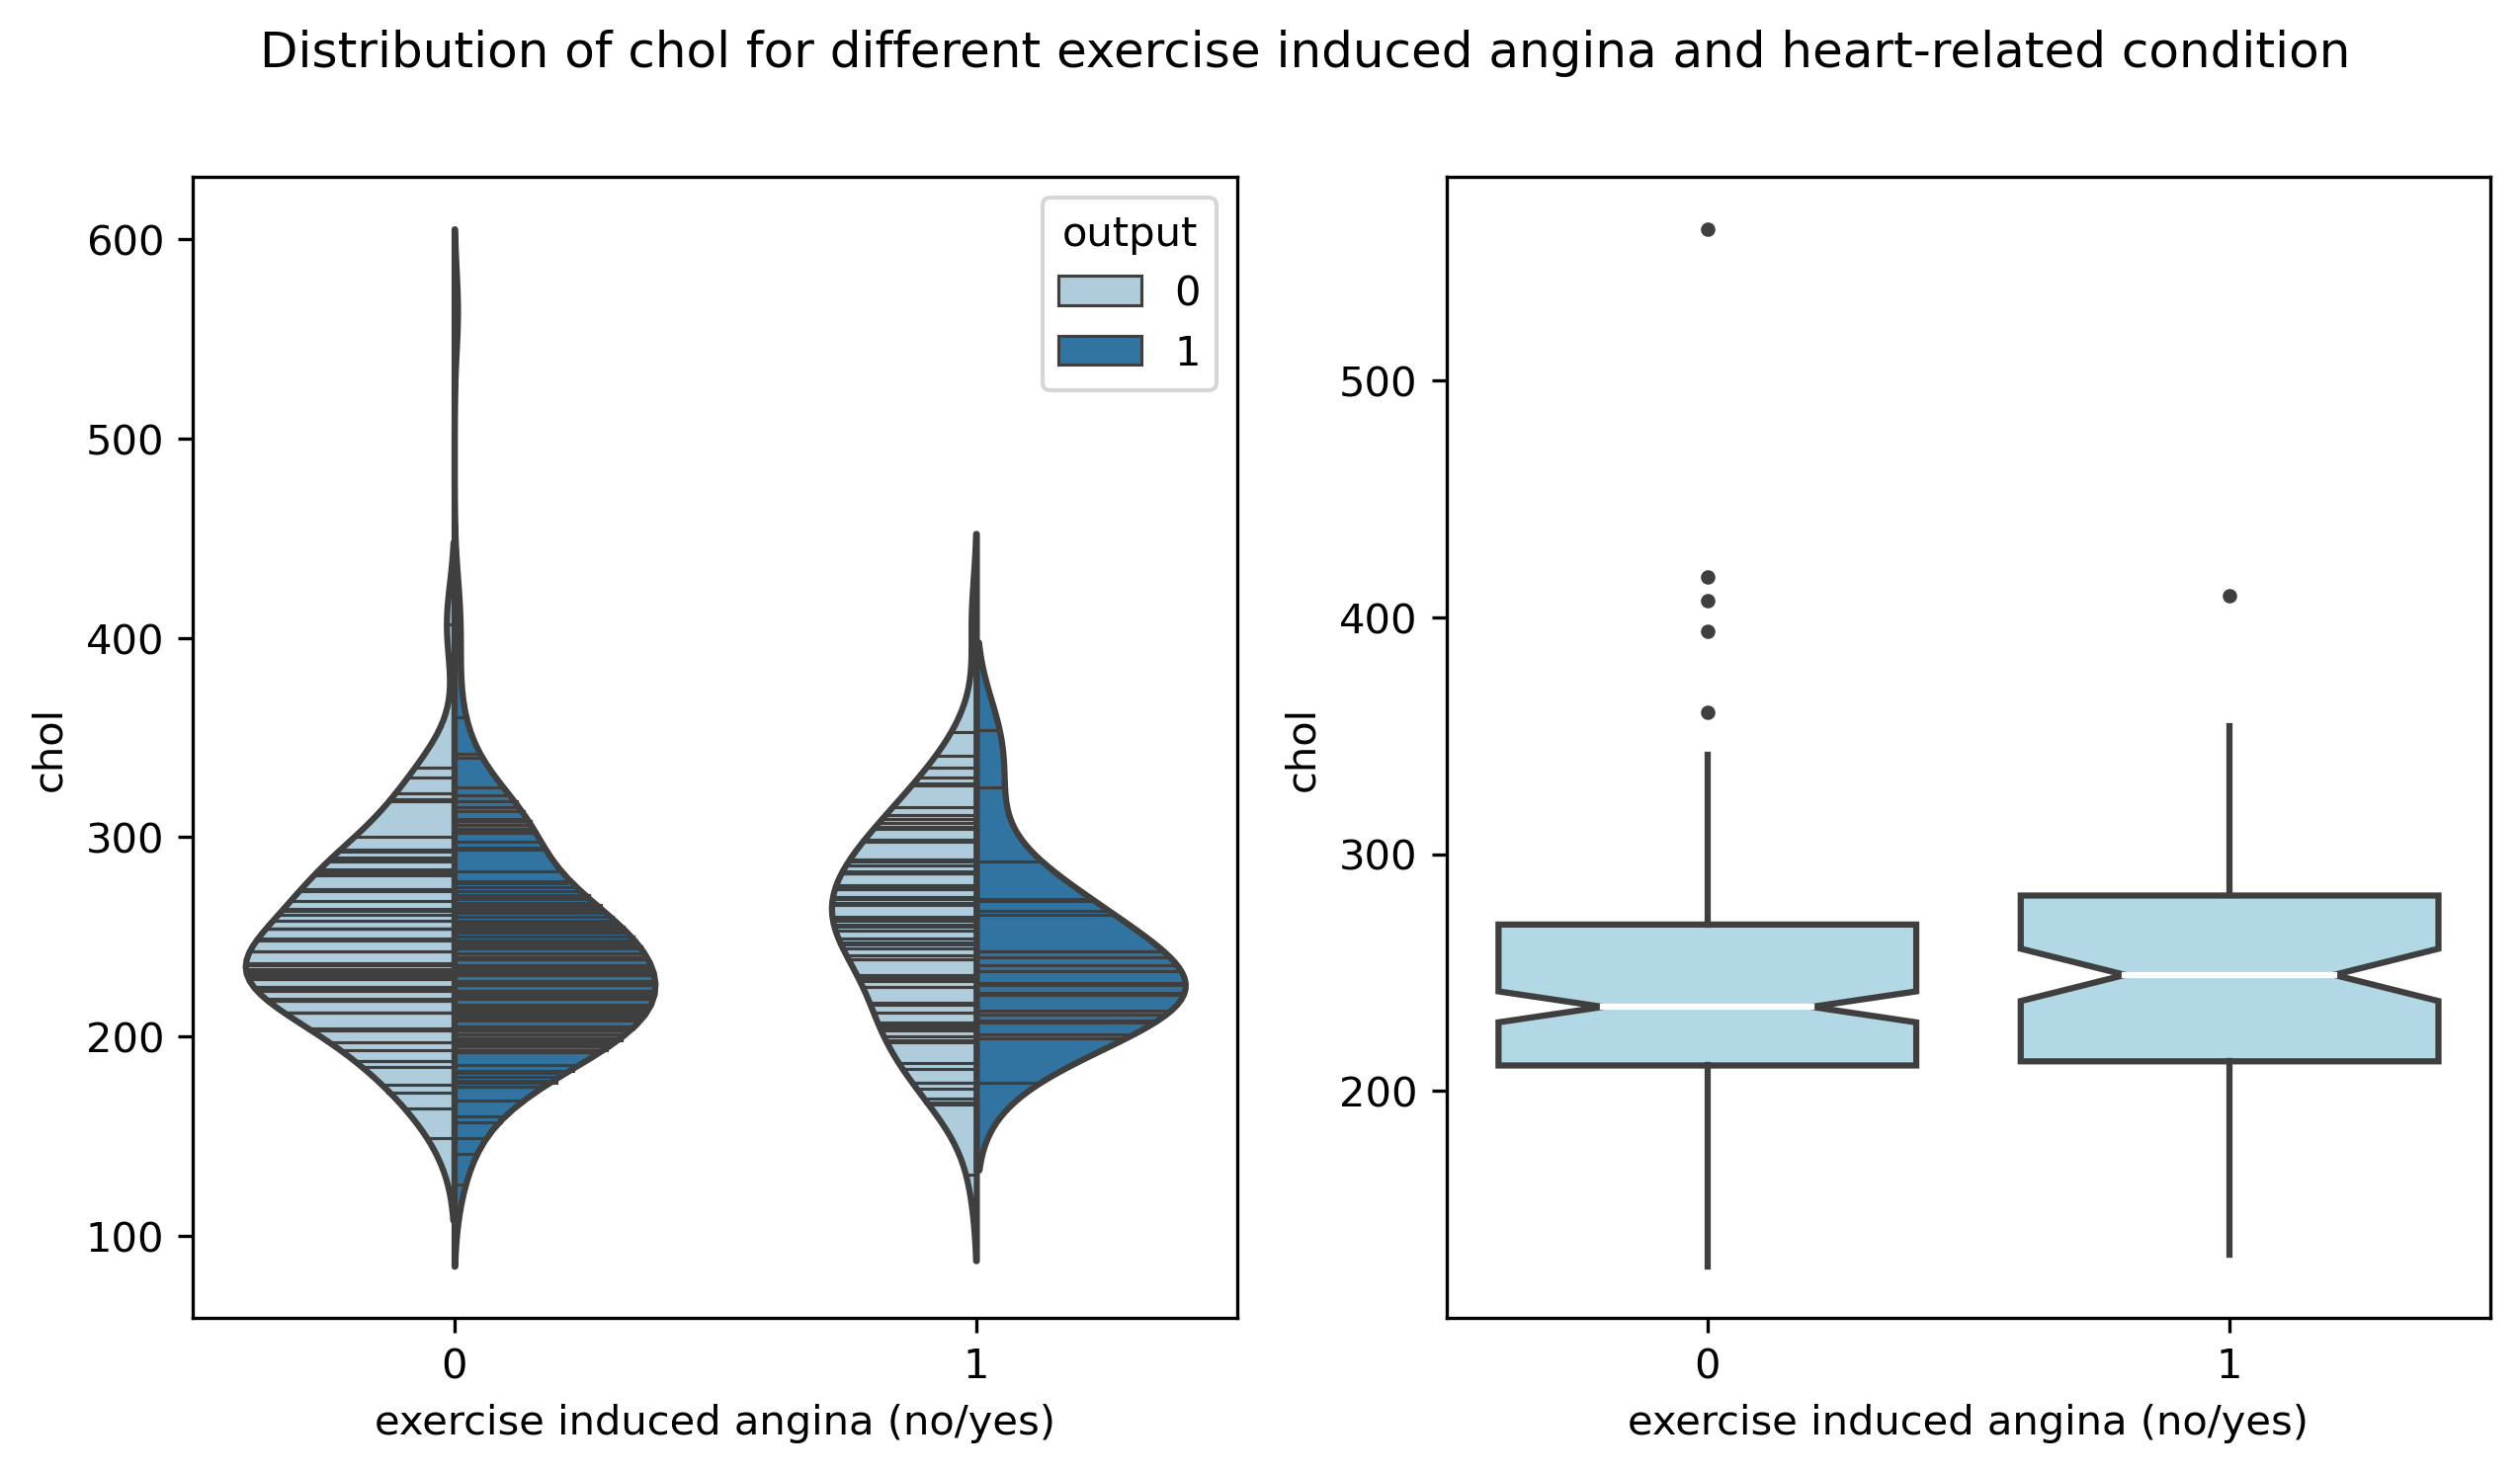 Distribution of chol for different exercise induced angina and heart-related condition
600
500
400
300
200
100
chol
0
1
exercise induced angina (no/yes)
output
0
1
500
400
300
200
chol
0
1
exercise induced angina (no/yes)